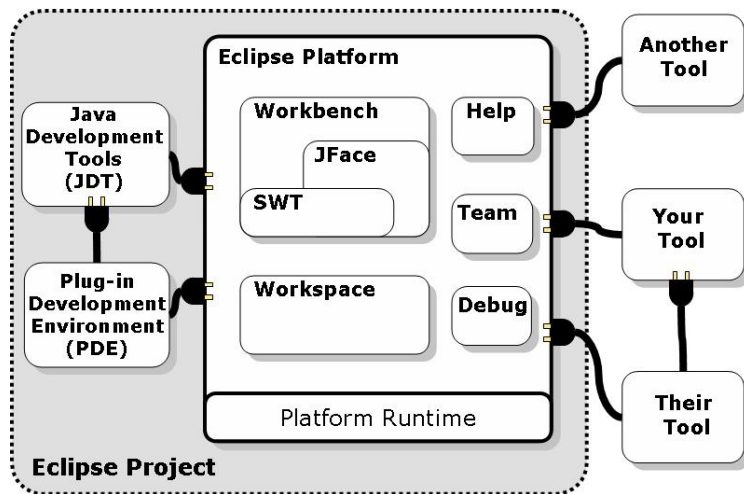 Eclipse Platform
Another
Tool
Java
Development
Tools
(JDT)
Workbench
JFace
SWT
Help
Team
Your
Tool
Plug-in
Development
Environment
(PDE)
Workspace
Debug
Their
Tool
Platform Runtime
Eclipse Project